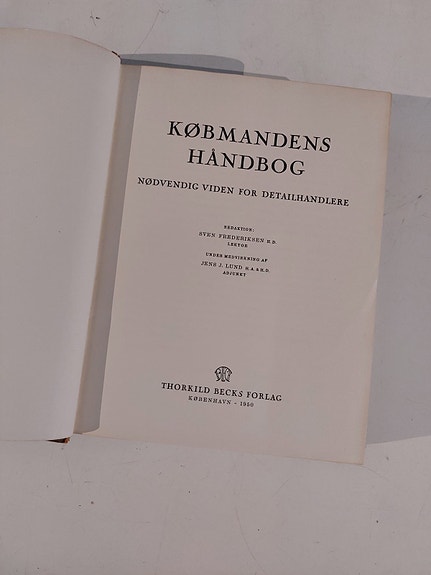 KØBMANDENS
HÅNDBOG
NØDVENDIG VIDEN FOR DETAILHANDLERE
REDAKTION:
SVEN FREDERIKSEN H.D.
LEKTOR
UNDER MEDVIRKNING AF
JENS J. LUND H.A. & H.G.
ADJUNKT
THORKILD BECKS FORLAG
KØBENHAVN - 1950